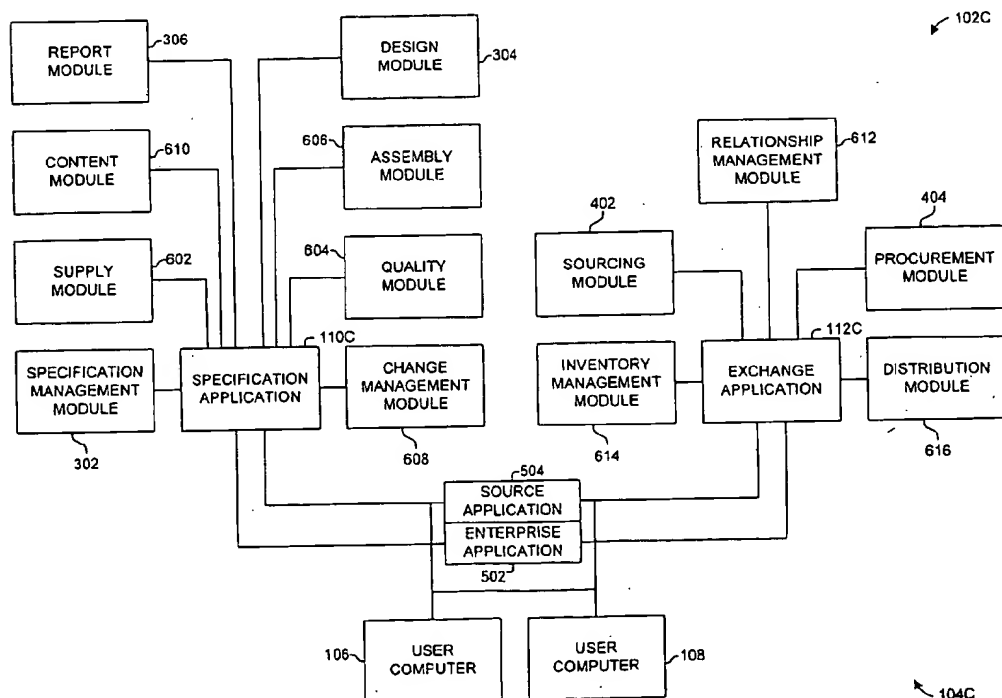 102C
REPORT
MODULE
306
DESIGN
MODULE
304
CONTENT
MODULE
610
606
ASSEMBLY
MODULE
RELATIONSHIP
MANAGEMENT
MODULE
612
SUPPLY
MODULE
602
604
QUALITY
MODULE
402
SOURCING
MODULE
404
PROCUREMENT
MODULE
SPECIFICATION
MANAGEMENT
MODULE
302
110C
SPECIFICATION
APPLICATION
CHANGE
MANAGEMENT
MODULE
608
INVENTORY
MANAGEMENT
MODULE
614
112C
EXCHANGE
APPLICATION
DISTRIBUTION
MODULE
616
504
SOURCE
APPLICATION
ENTERPRISE
APPLICATION
502
106
USER
COMPUTER
USER
COMPUTER
108
104C